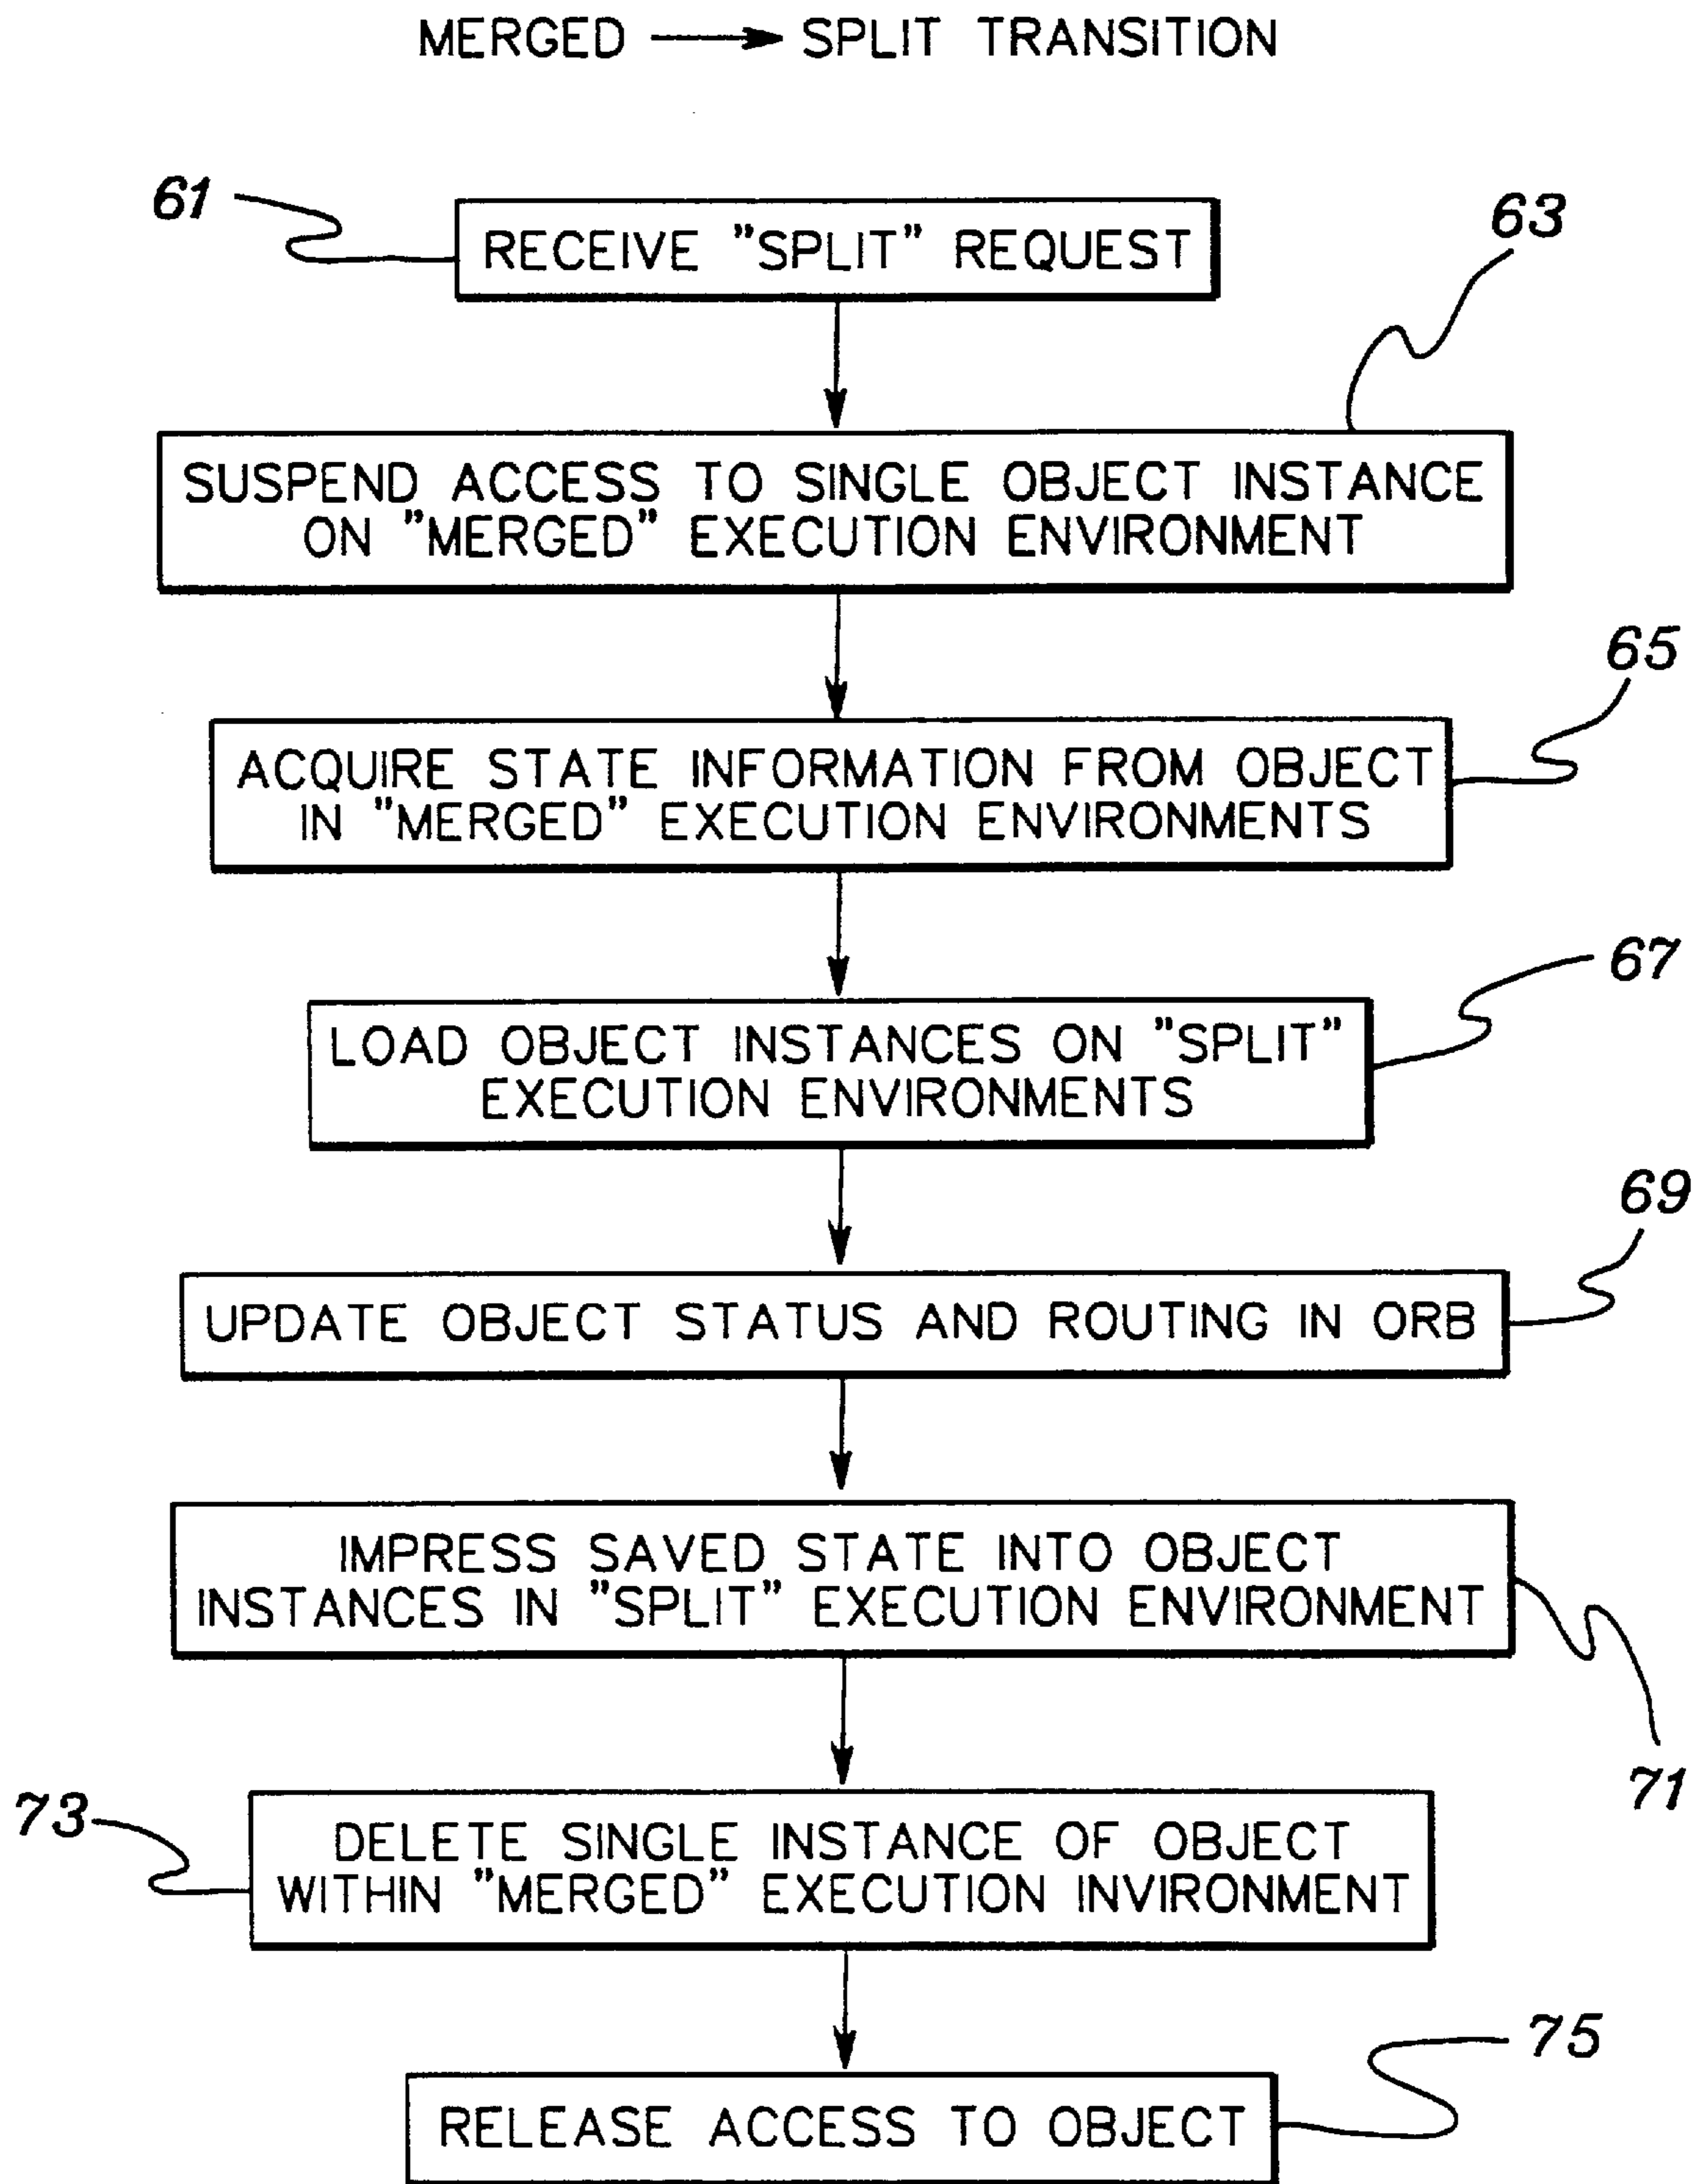 MERGED SPLIT TRANSITION
61
RECEIVE "SPLIT" REQUEST
63
SUSPEND ACCESS TO SINGLE OBJECT INSTANCE
ON "MERGED" EXECUTION ENVIRONMENT
65
ACQUIRE STATE INFORMATION FROM OBJECT
IN "MERGED" EXECUTION ENVIRONMENTS
67
LOAD OBJECT INSTANCES ON "SPLIT"
EXECUTION ENVIRONMENTS
69
UPDATE OBJECT STATUS AND ROUTING IN ORB
IMPRESS SAVED STATE INTO OBJECT
INSTANCES IN "SPLIT" EXECUTION ENVIRONMENT
71
73
DELETE SINGLE INSTANCE OF OBJECT
WITHIN "MERGED" EXECUTION INVIRONMENT
75
RELEASE ACCESS TO OBJECT